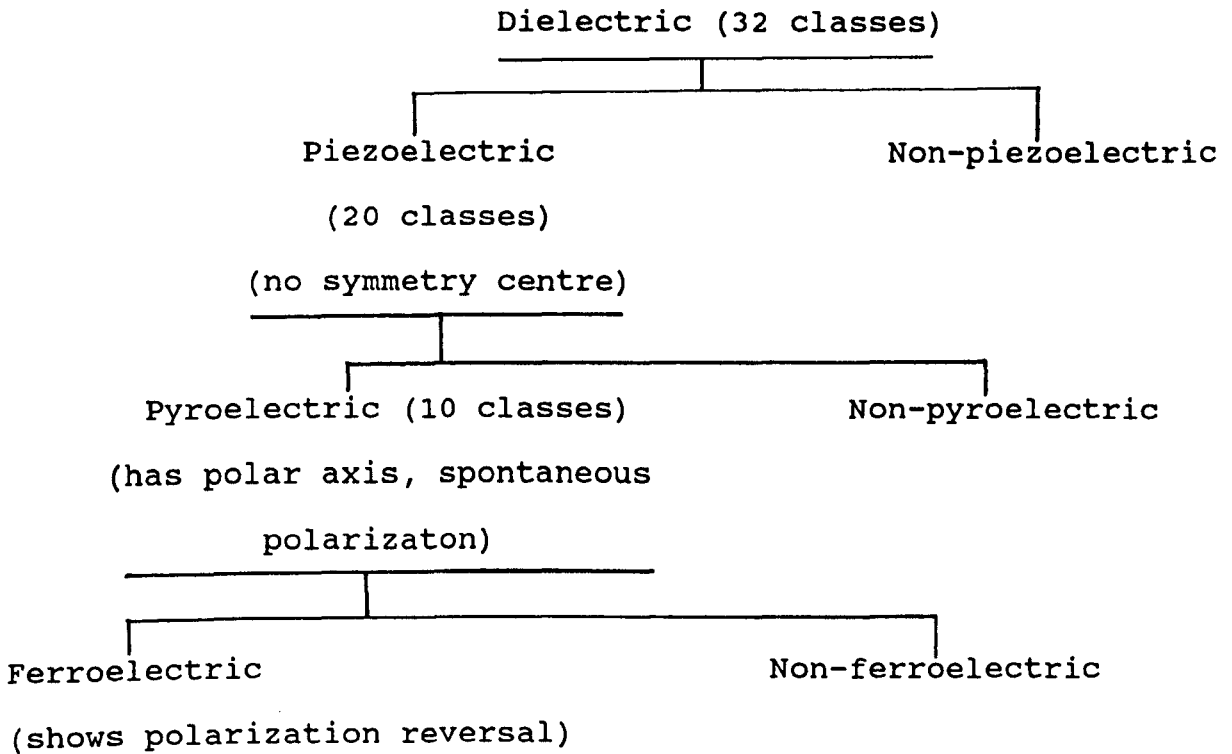 Dielectric (32 classes)
Piezoelectric
Non-piezoelectric
(20 classes)
(no symmetry centre)
Pyroelectric (10 classes)
Non-pyroelectric
(has polar axis, spontaneous
polarizaton)
Ferroelectric
Non-ferroelectric
(shows polarization reversal)